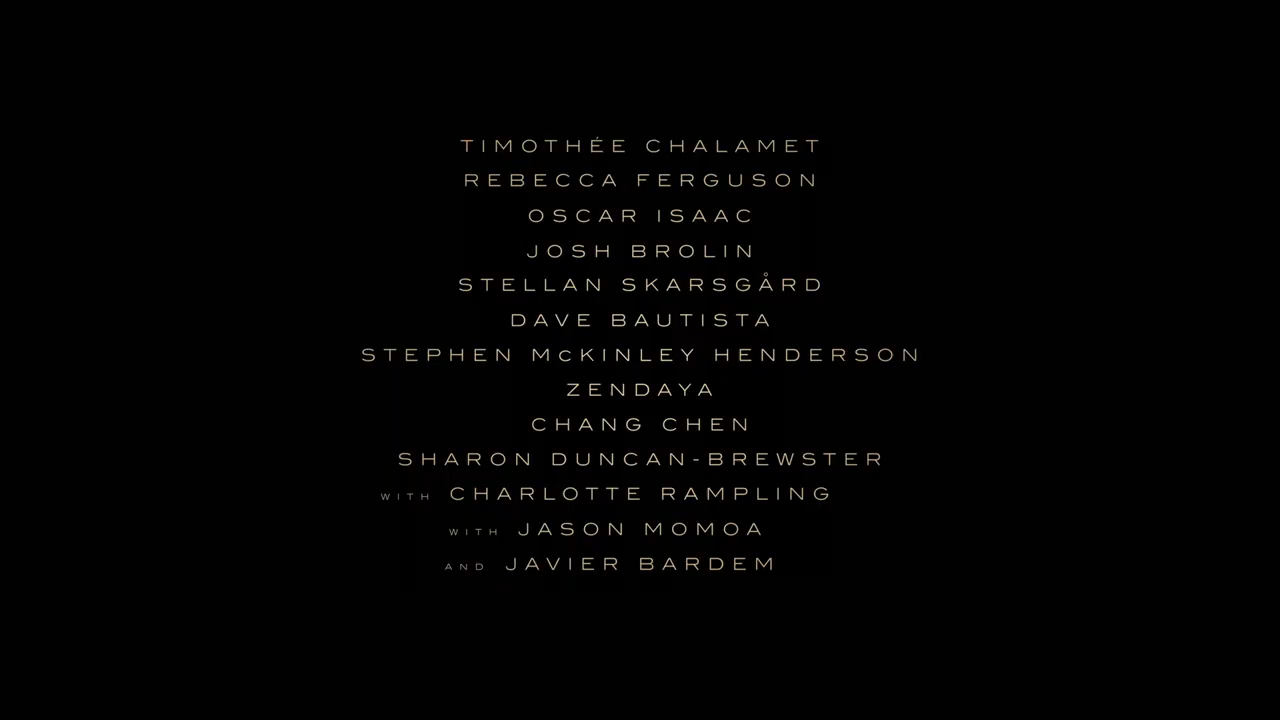 TIMOTHÉE CHALAMET
REBECCA FERGUSON
OSCAR ISAAC
JOSH BROLIN
STELLAN SKARSGÅRD
DAVE BAUTISTA
STEPHEN McKINLEY HENDERSON
ZENDAYA
CHANG CHEN
SHARON DUNCAN-BREWSTER
WITH CHARLOTTE RAMPLING
WITH JASON MOMOA
AND JAVIER BARDEM